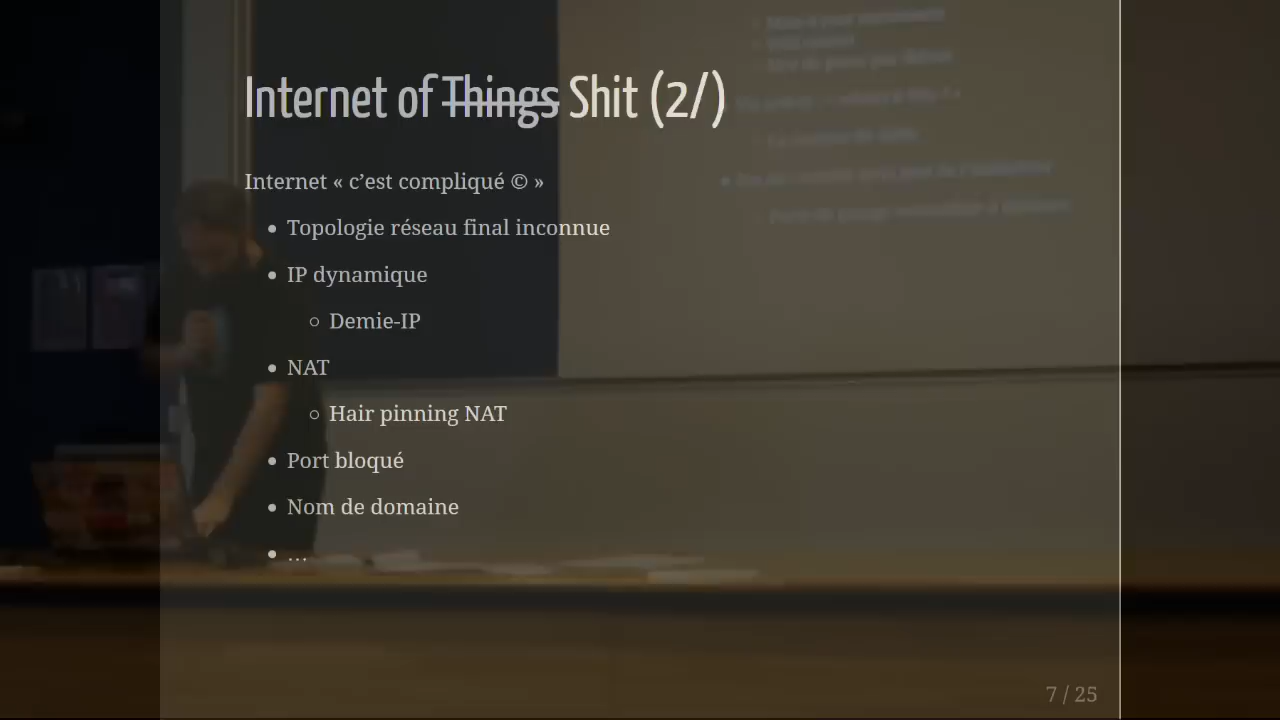 Internet of Things Shit (2/)
Internet « c’est compliqué © »
Topologie réseau final inconnue
IP dynamique
Demie-IP
NAT
Hair pinning NAT
Port bloqué
Nom de domaine
…
7 / 25